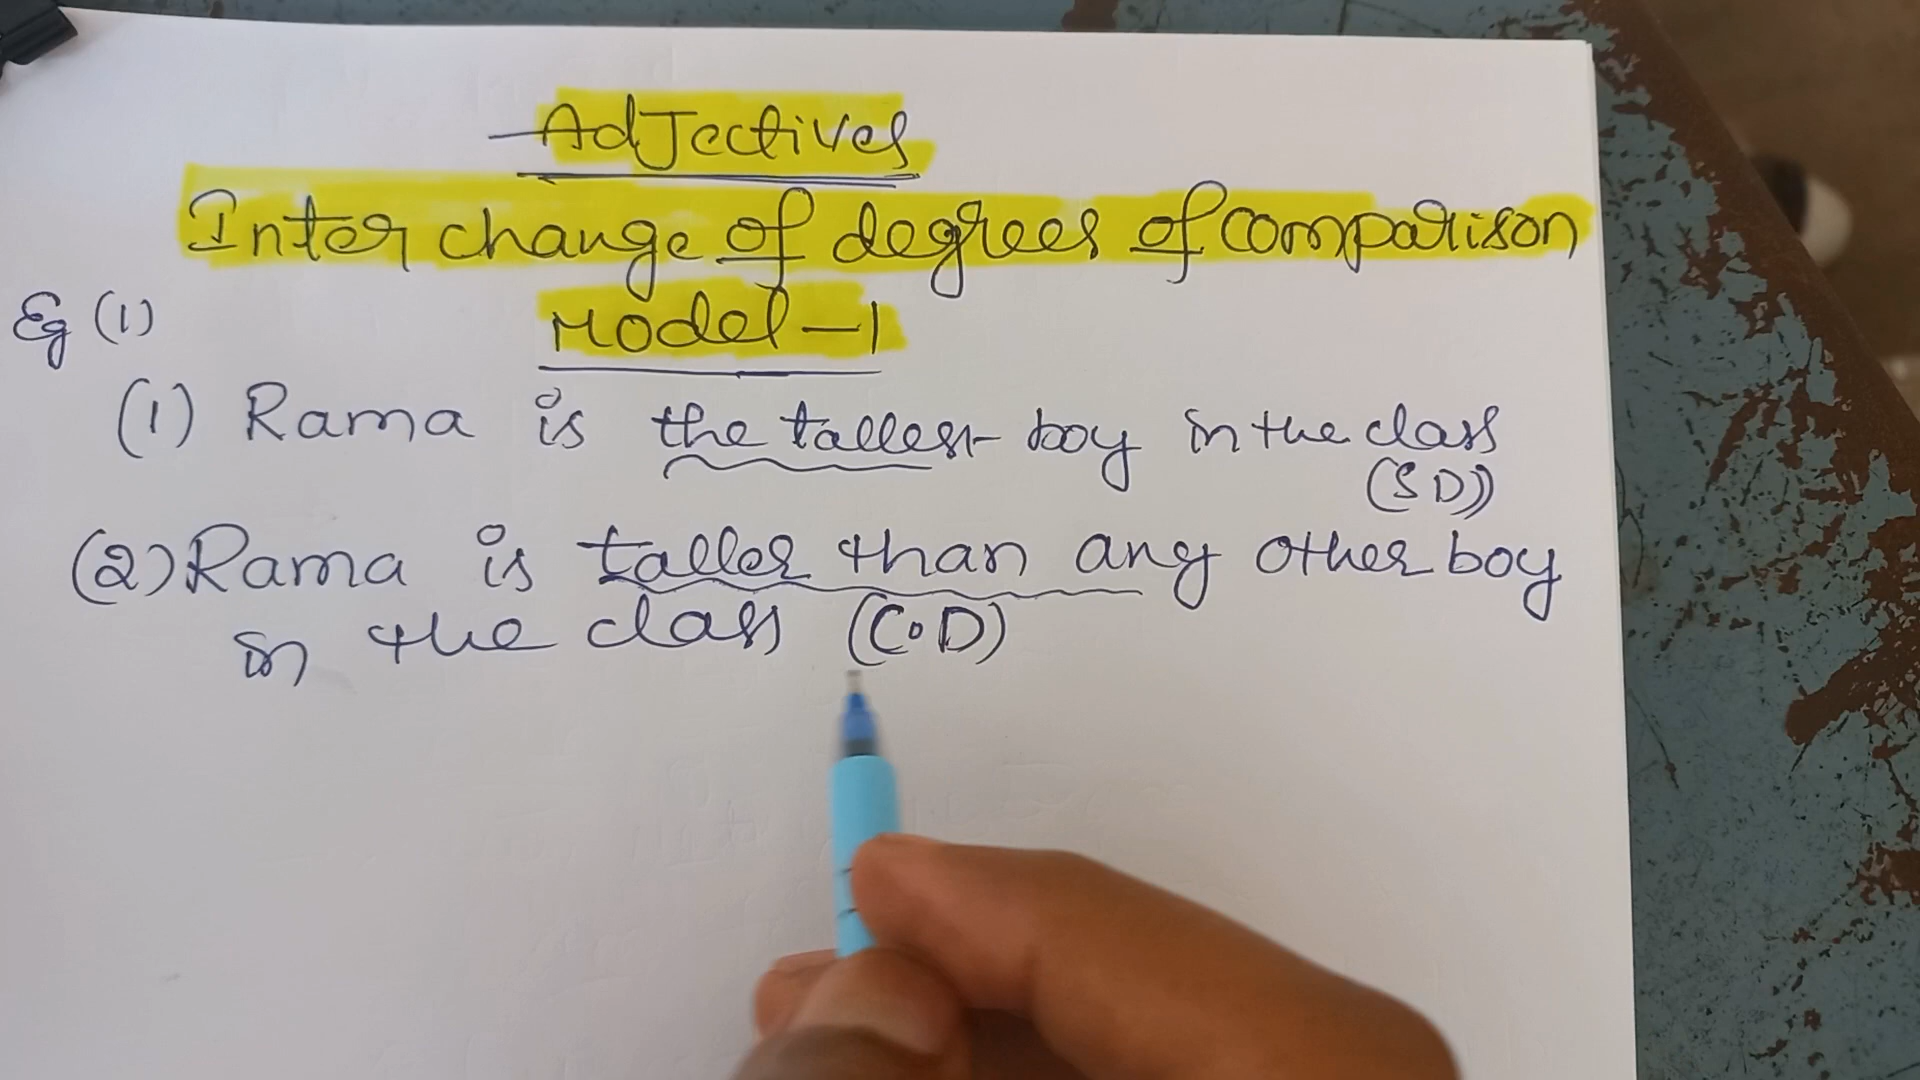 Adjectives
Inter change of degrees of comparison
Model-1
Eg (1)
(1) Rama is the tallest boy in the class
(SD)
(2) Rama is taller than any other boy
in the class (C.D)